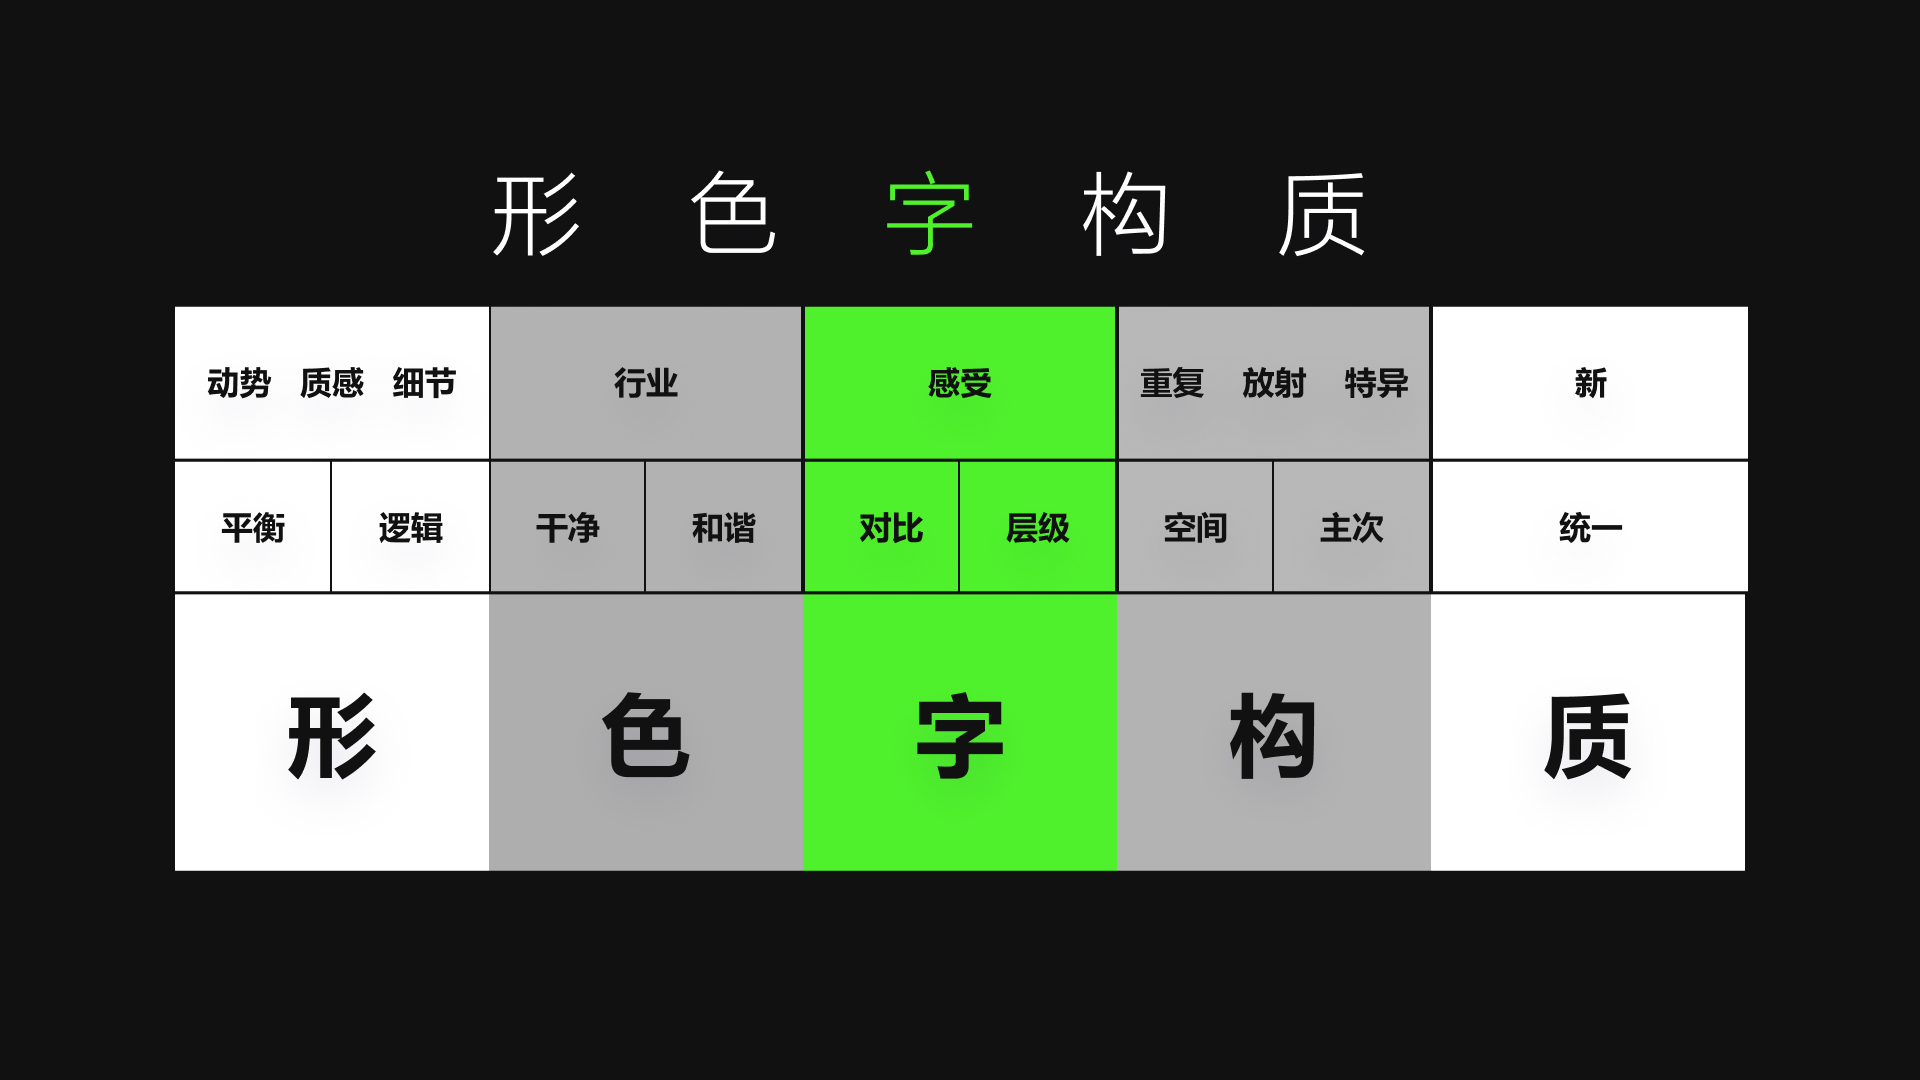 形 色 字 构 质
动势 质感 细节 行业 感受 重复 放射 特异 新
平衡 逻辑 干净 和谐 对比 层级 空间 主次 统一
形 色 字 构 质